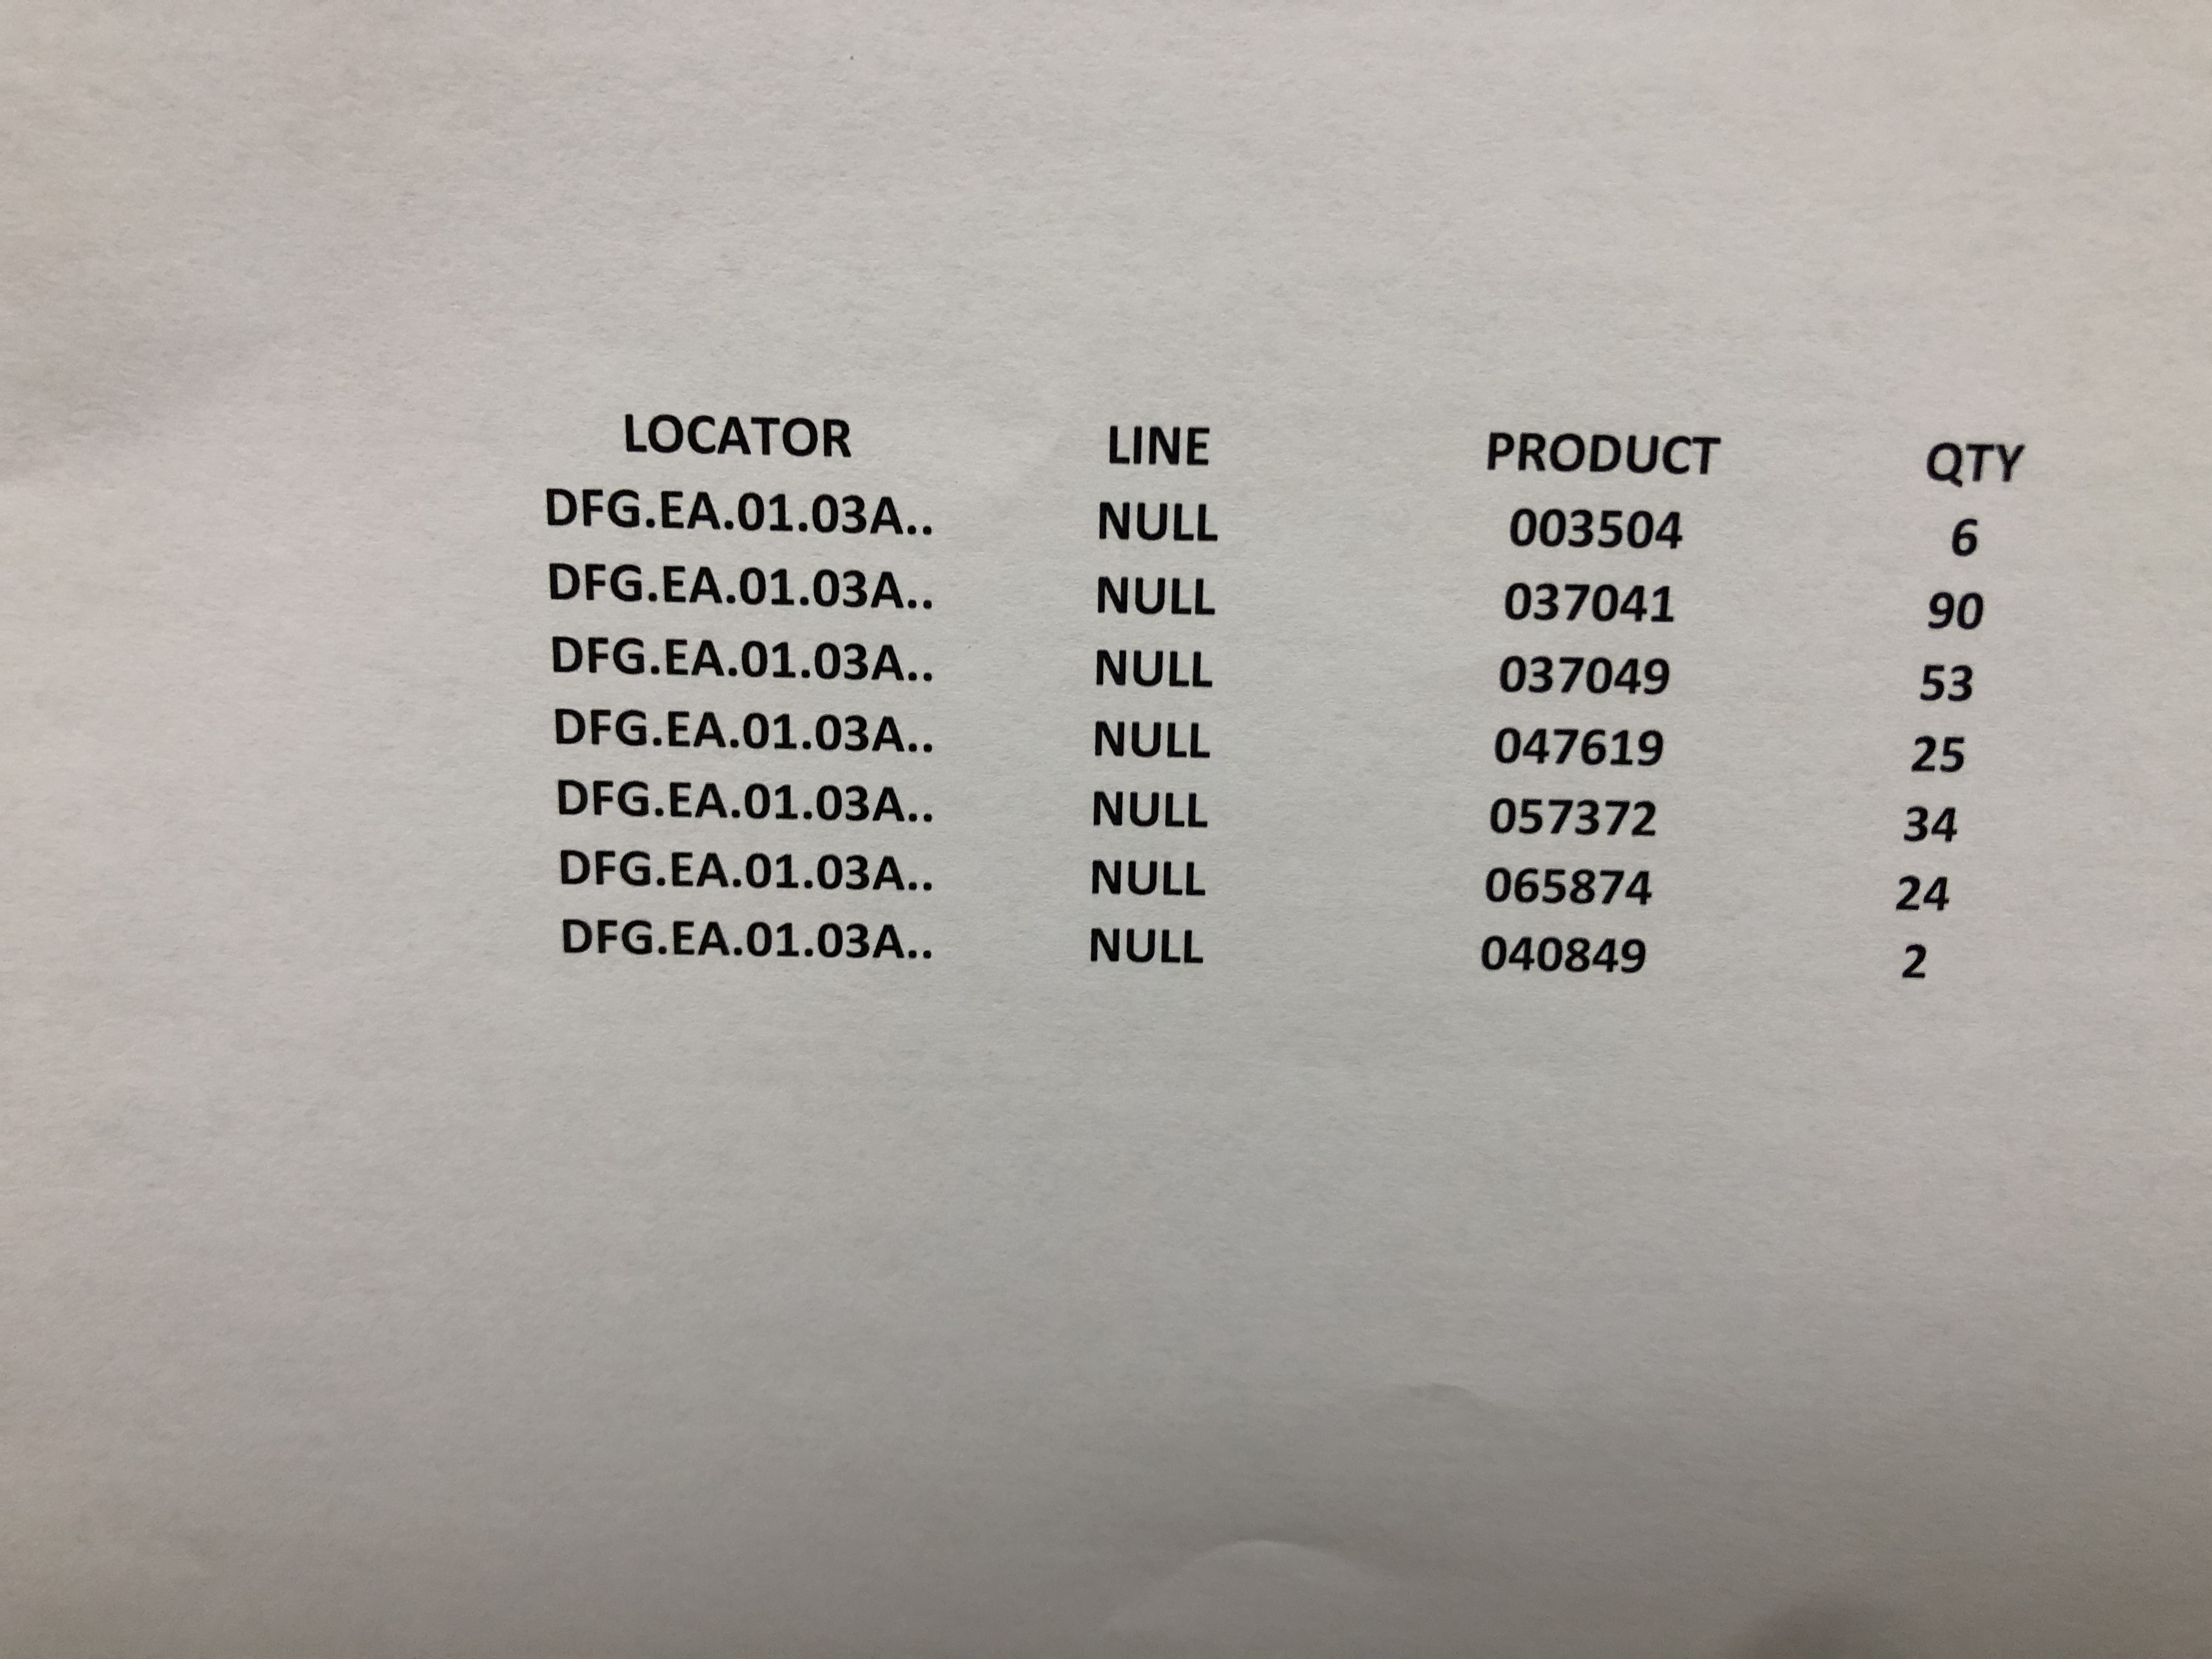 LOCATOR LINE PRODUCT QTY
DFG.EA.01.03A.. NULL 003504 6
DFG.EA.01.03A.. NULL 037041 90
DFG.EA.01.03A.. NULL 037049 53
DFG.EA.01.03A.. NULL 047619 25
DFG.EA.01.03A.. NULL 057372 34
DFG.EA.01.03A.. NULL 065874 24
DFG.EA.01.03A.. NULL 040849 2